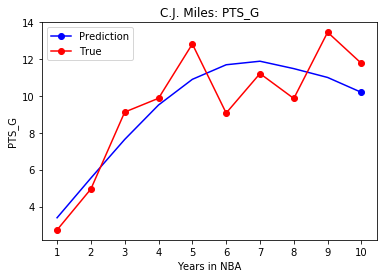 C.J. Miles: PTS_G
Prediction
True
PTS_G
14
12
10
8
6
4
1 2 3 4 5 6 7 8 9 10
Years in NBA